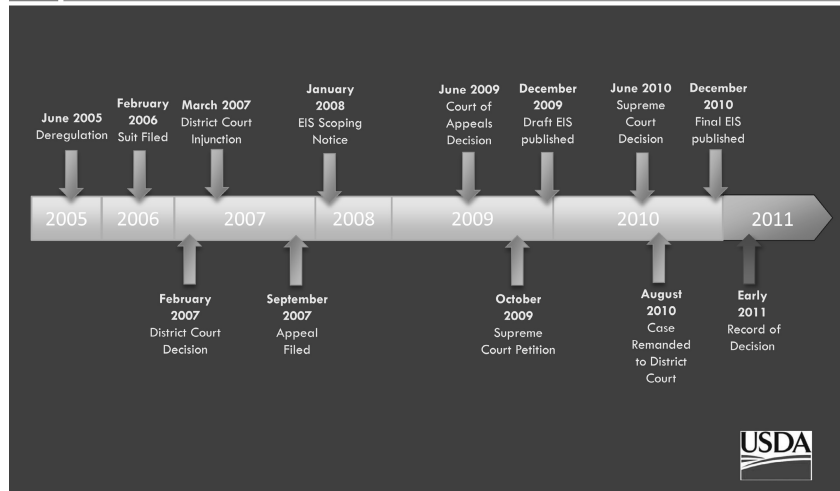 June 2005
Deregulation
February
2006
Suit Filed
March 2007
District Court
Injunction
January
2008
EIS Scoping
Notice
June 2009
Court of
Appeals
Decision
December
2009
Draft EIS
published
June 2010
Supreme
Court
Decision
December
2010
Final EIS
published
2005
2006
2007
2008
2009
2010
2011
February
2007
District Court
Decision
September
2007
Appeal
Filed
October
2009
Supreme
Court Petition
August
2010
Case
Remanded
to District
Court
Early
2011
Record of
Decision
USDA